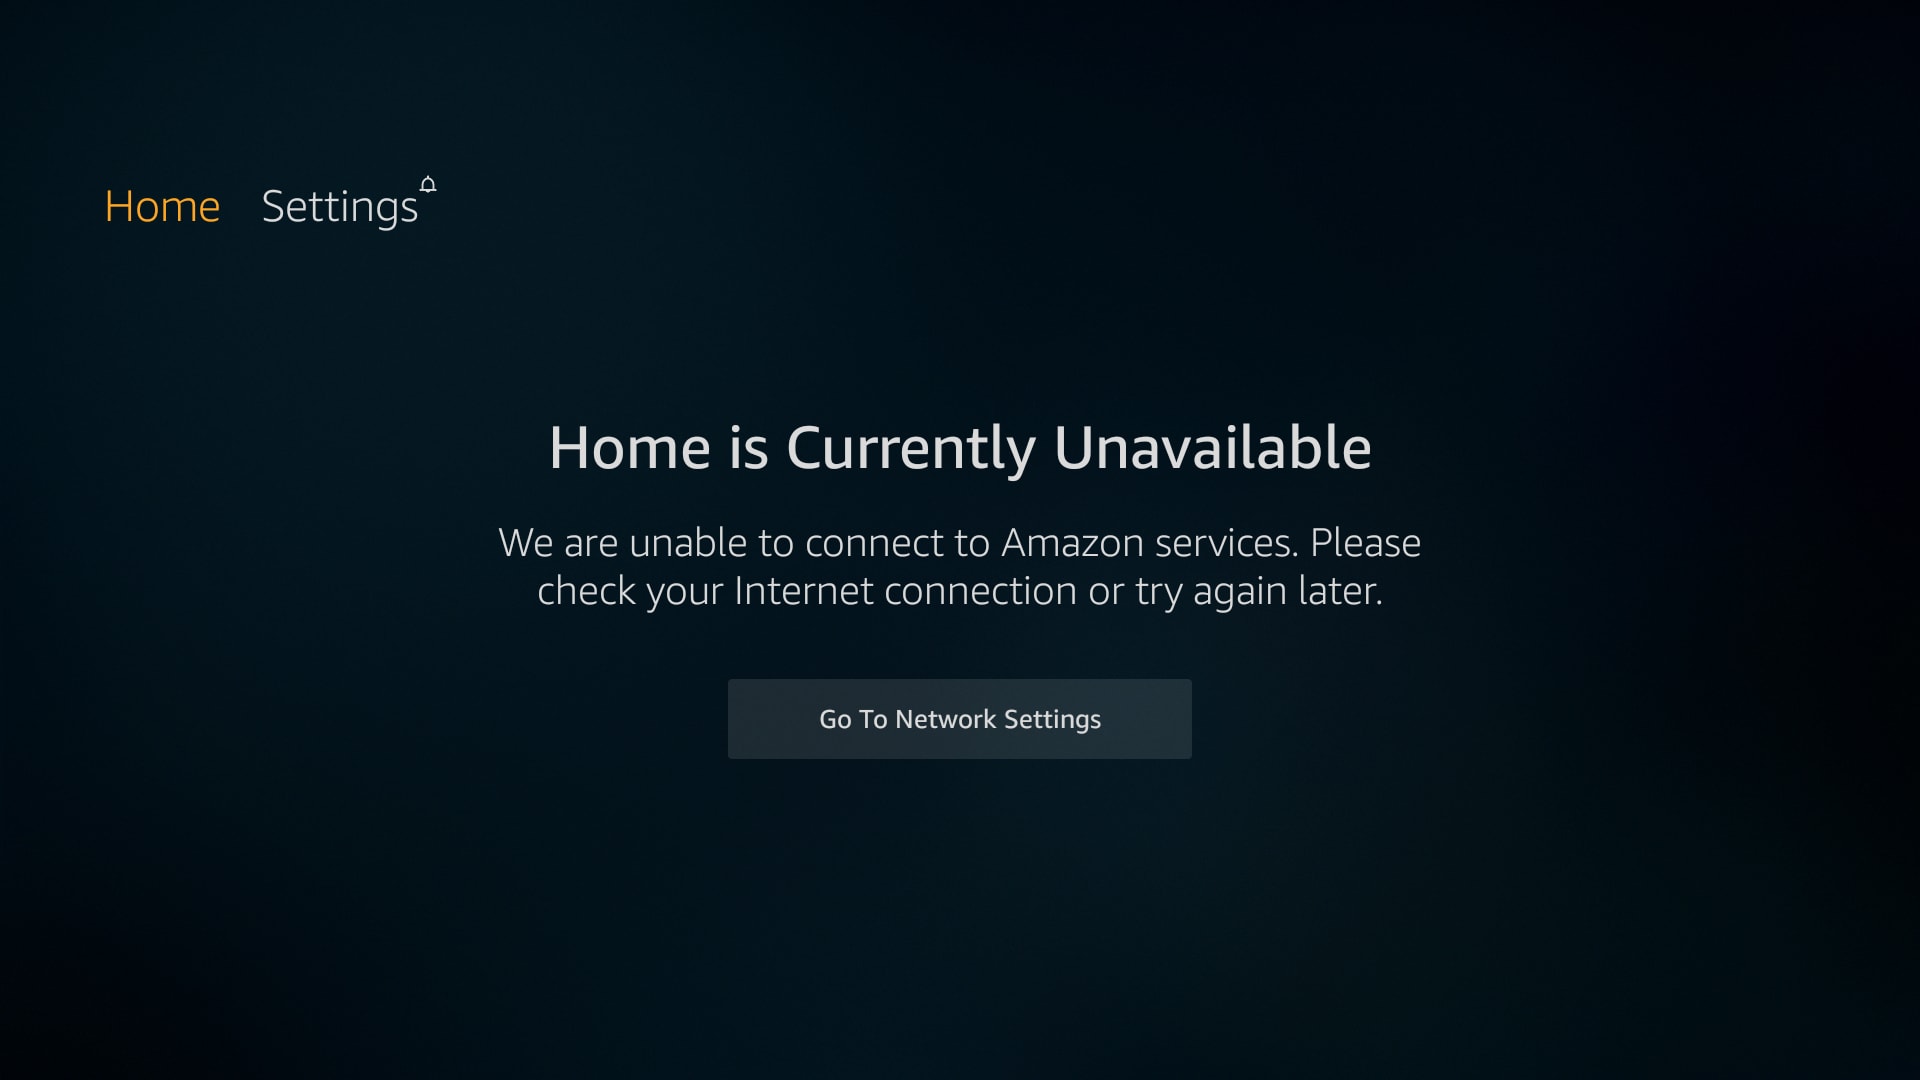 Home Settings
Home is Currently Unavailable
We are unable to connect to Amazon services. Please
check your Internet connection or try again later.
Go To Network Settings